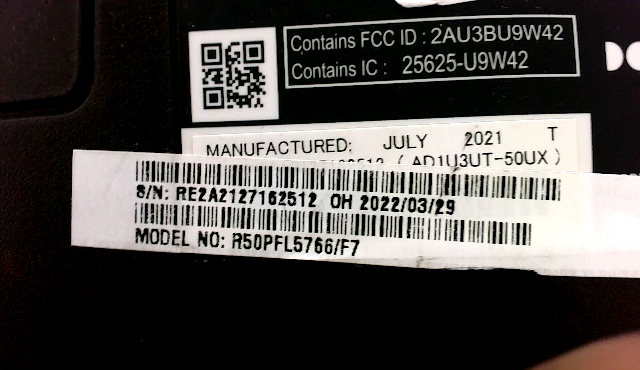 Contains FCC ID : 2AU3BU9W42
Contains IC : 25625-U9W42
MANUFACTURED: JULY 2021 T
( AD1U3UT-50UX )
S/N: RE2A2127162512 OH 2022/03/29
MODEL NO: R50PFL5766/F7